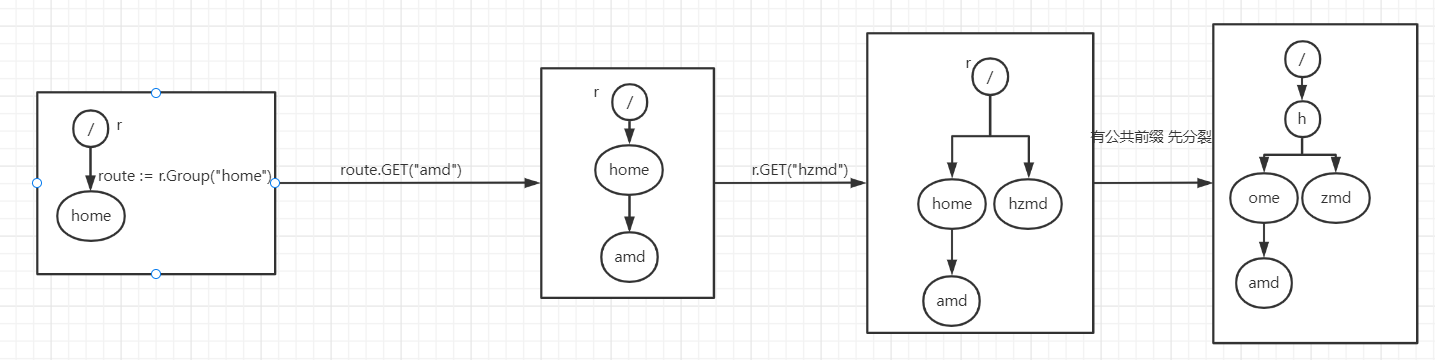 /
r
route := r.Group("home")
home
route.GET("amd")
r
/
home
amd
r.GET("hzmd")
r
/
home
hzmd
amd
有公共前缀 先分裂
/
h
ome
zmd
amd